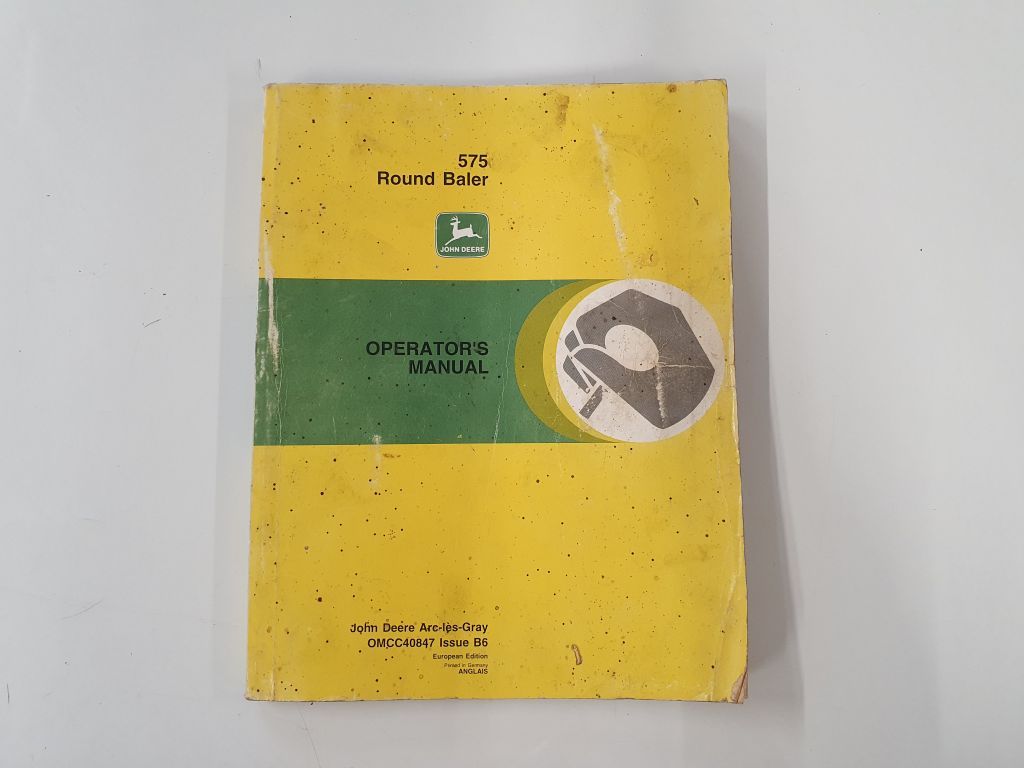 575
Round Baler
JOHN DEERE
OPERATOR'S
MANUAL
John Deere Arc-lès-Gray
OMCC40847 Issue B6
European Edition
Printed in Germany
ANGLAIS